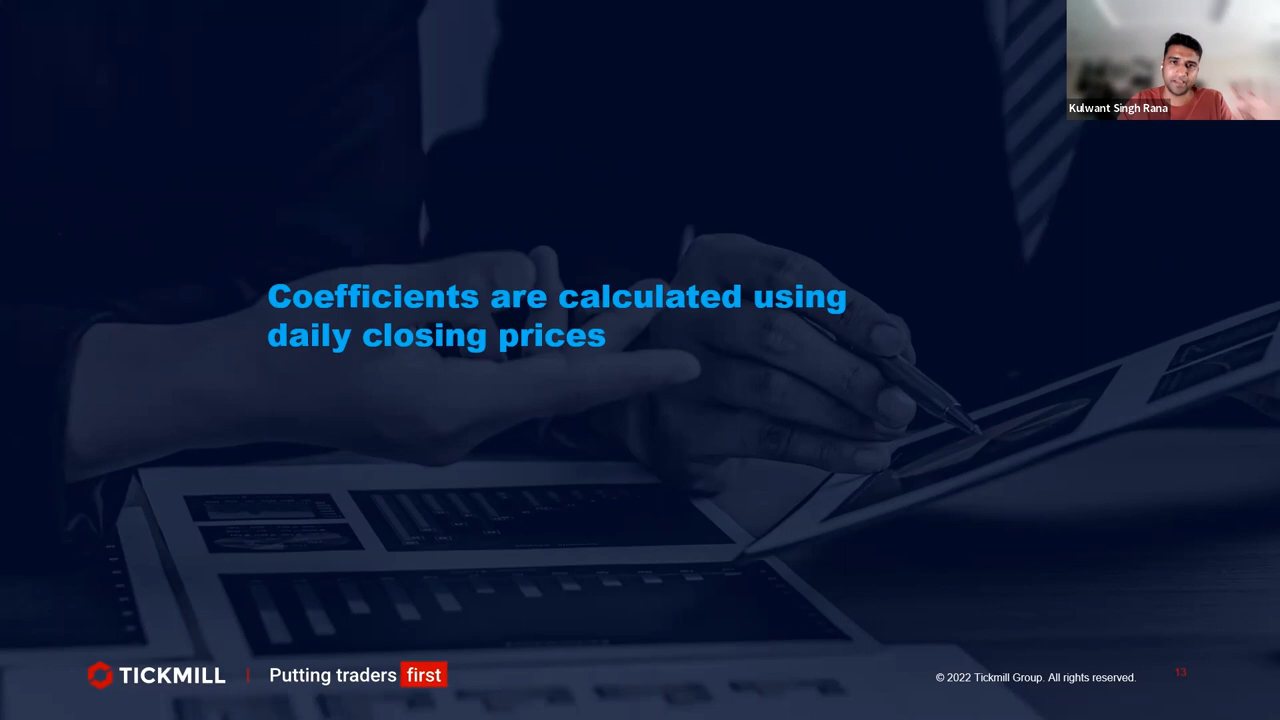 Kulwant Singh Rana
Coefficients are calculated using
daily closing prices
TICKMILL | Putting traders first
© 2022 Tickmill Group. All rights reserved.
13